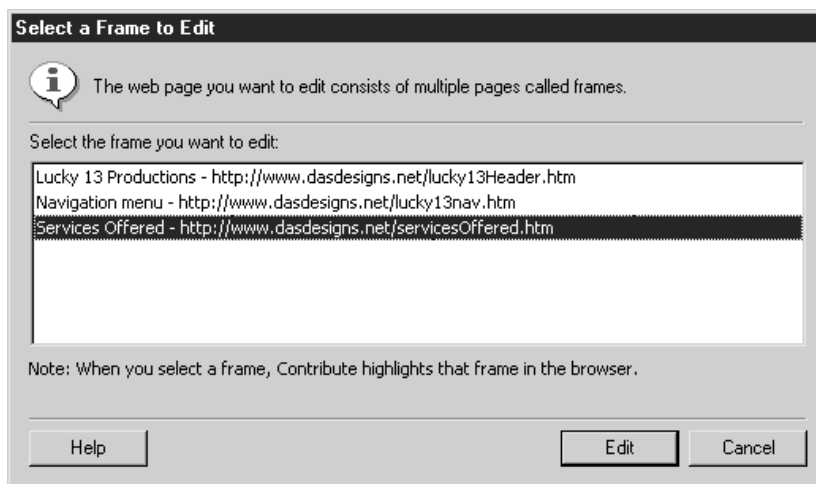 Select a Frame to Edit
The web page you want to edit consists of multiple pages called frames.
Select the frame you want to edit:
Lucky 13 Productions - http://www.dasdesigns.net/lucky13Header.htm
Navigation menu - http://www.dasdesigns.net/lucky13nav.htm
Services Offered - http://www.dasdesigns.net/servicesOffered.htm
Note: When you select a frame, Contribute highlights that frame in the browser.
Help Edit Cancel